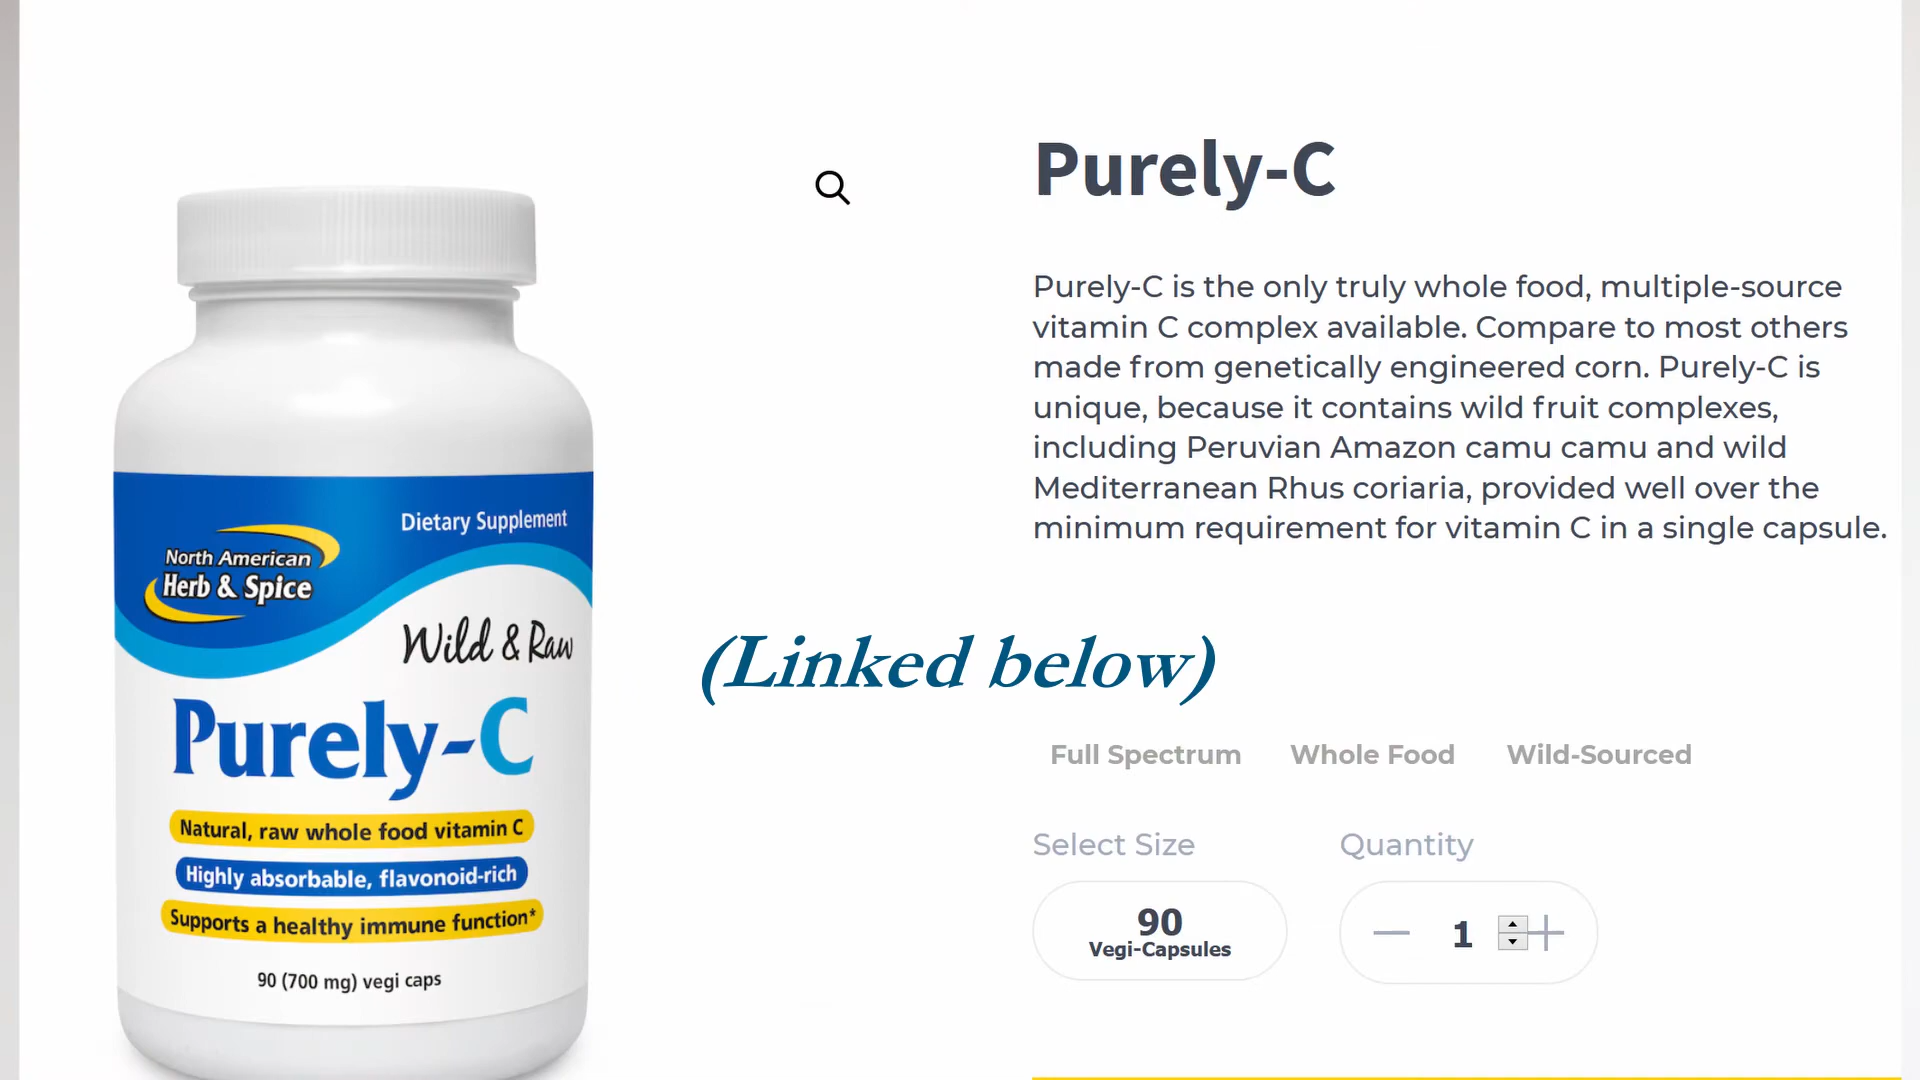 Purely-C
Purely-C is the only truly whole food, multiple-source
vitamin C complex available. Compare to most others
made from genetically engineered corn. Purely-C is
unique, because it contains wild fruit complexes,
including Peruvian Amazon camu camu and wild
Mediterranean Rhus coriaria, provided well over the
minimum requirement for vitamin C in a single capsule.
Dietary Supplement
North American
Herb & Spice
Wild & Raw
Purely-C
Natural, raw whole food vitamin C
Highly absorbable, flavonoid-rich
Supports a healthy immune function*
90 (700 mg) vegi caps
(Linked below)
Full Spectrum Whole Food Wild-Sourced
Select Size Quantity
90
Vegi-Capsules
1